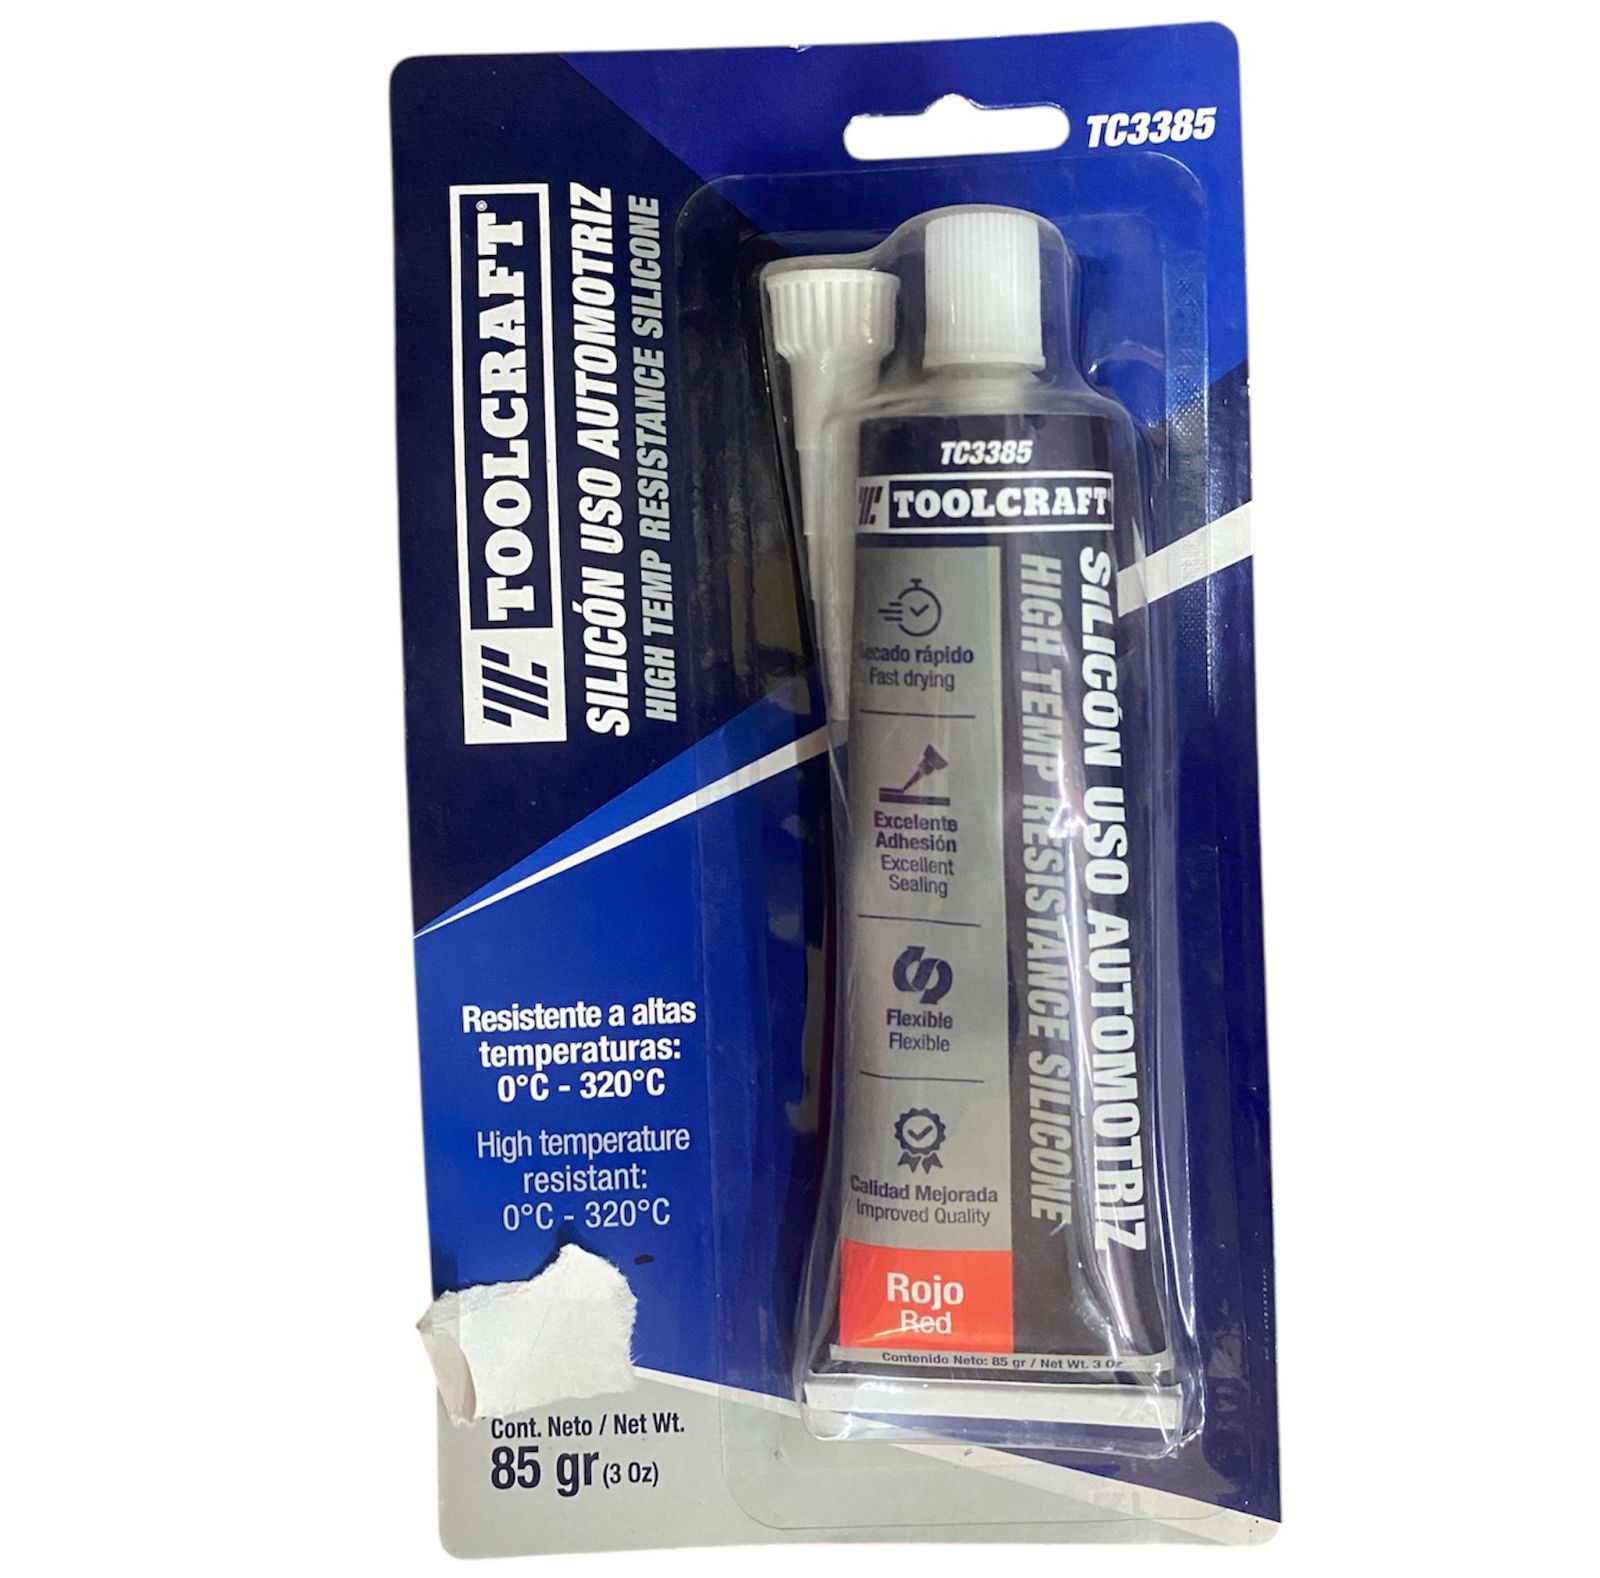 TC3385
TOOLCRAFT®
SILICÓN USO AUTOMOTRIZ
HIGH TEMP RESISTANCE SILICONE
Resistente a altas
temperaturas:
0°C - 320°C
High temperature
resistant:
0°C - 320°C
Cont. Neto / Net Wt.
85 gr (3 Oz)
TC3385
TOOLCRAFT®
SILICÓN USO AUTOMOTRIZ
HIGH TEMP RESISTANCE SILICONE
Secado rápido
Fast drying
Excelente
Adhesión
Excellent
Sealing
Flexible
Flexible
Calidad Mejorada
Improved Quality
Rojo
Red
Contenido Neto: 85 gr / Net Wt. 3 Oz